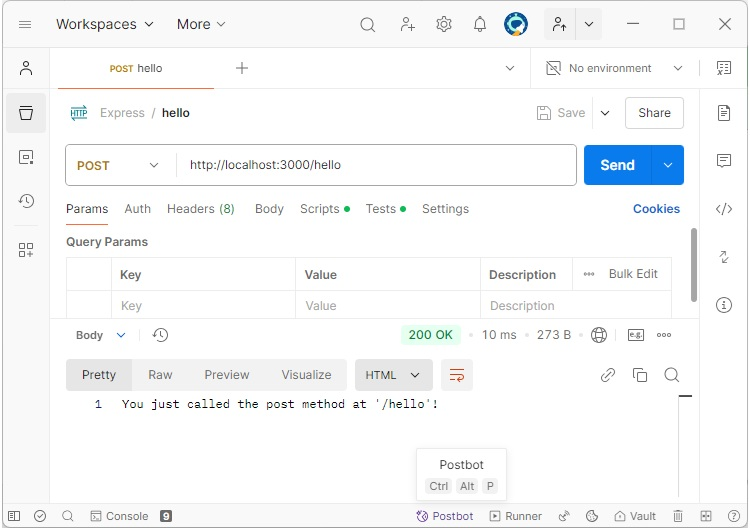 Workspaces More
POST hello No environment
HTTP Express / hello Save Share
POST http://localhost:3000/hello Send
Params Auth Headers (8) Body Scripts Tests Settings Cookies
Query Params
Key Value Description Bulk Edit
Key Value Description
Body 200 OK 10 ms 273 B e.g.
Pretty Raw Preview Visualize HTML
1 You just called the post method at '/hello'!
Postbot
Ctrl Alt P
Console 9 Postbot Runner Vault